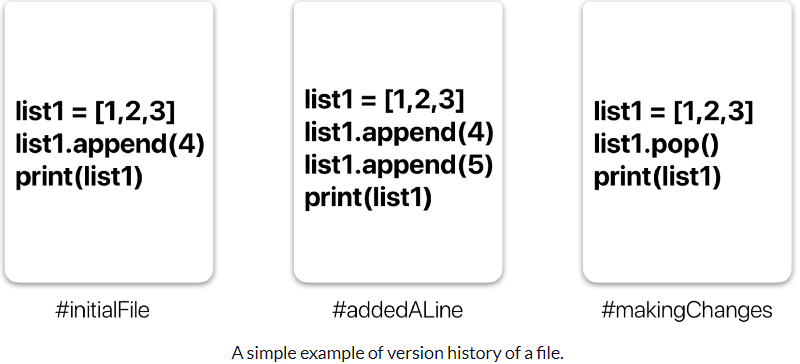 list1 = [1,2,3]
list1.append(4)
print(list1)
#initialFile
list1 = [1,2,3]
list1.append(4)
list1.append(5)
print(list1)
#addedALine
list1 = [1,2,3]
list1.pop()
print(list1)
#makingChanges
A simple example of version history of a file.